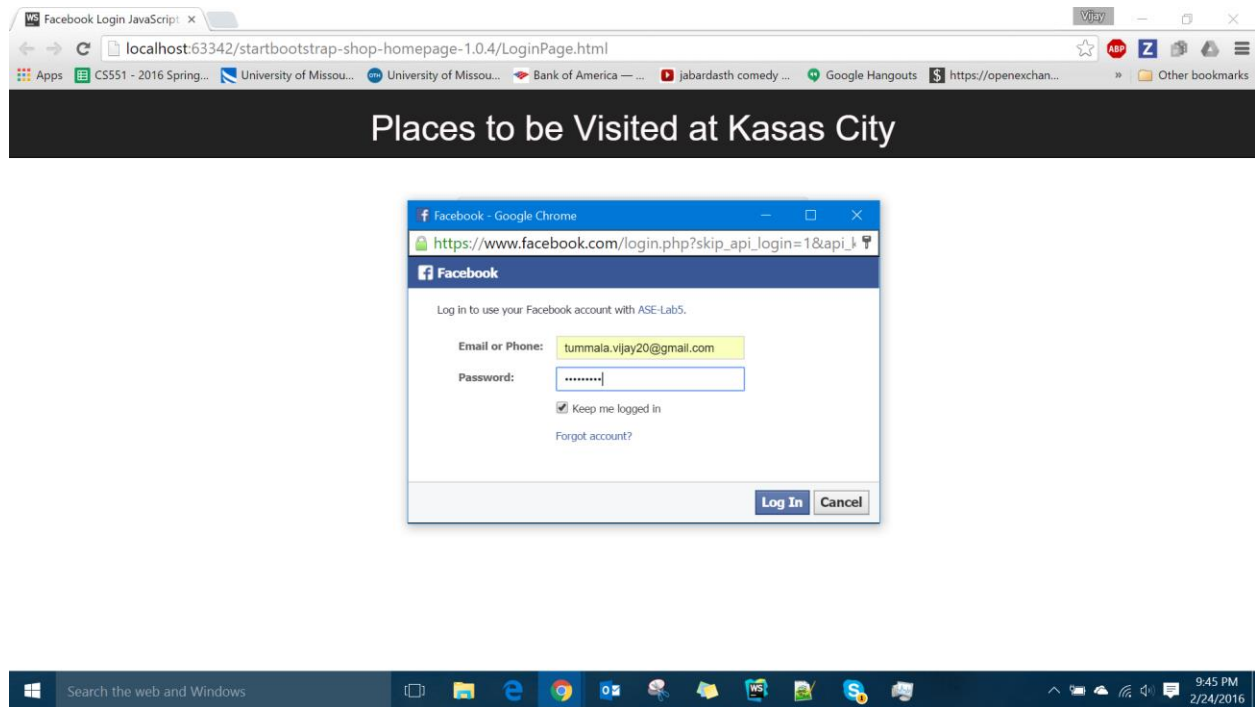 Facebook Login JavaScript
Vijay
localhost:63342/startbootstrap-shop-homepage-1.0.4/LoginPage.html
ABP
Z
Apps CS551 - 2016 Spring... University of Missou... University of Missou... Bank of America — ... jabardasth comedy ... Google Hangouts https://openexchan... » Other bookmarks
Places to be Visited at Kasas City
Facebook - Google Chrome
https://www.facebook.com/login.php?skip_api_login=1&api_k
Facebook
Log in to use your Facebook account with ASE-Lab5.
Email or Phone: tummala.vijay20@gmail.com
Password: •••••••••
Keep me logged in
Forgot account?
Log In Cancel
Search the web and Windows
9:45 PM
2/24/2016